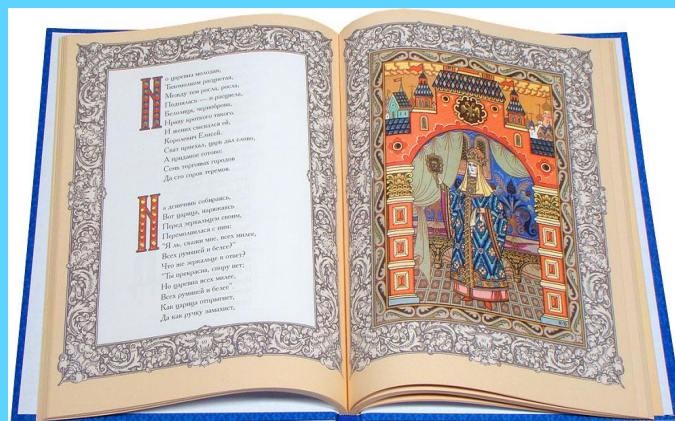 Но царевна молодая,
Тихомолком расцветая,
Между тем росла, росла,
Поднялась — и расцвела,
Белолица, черноброва,
Нраву кроткого такого.
И жених сыскался ей,
Королевич Елисей.
Сват приехал, царь дал слово,
А приданое готово:
Семь торговых городов
Да сто сорок теремов.
На девичник собираясь,
Вот царица, наряжаясь
Перед зеркальцем своим,
Перемолвилася с ним:
"Я ль, скажи мне, всех милее,
Всех румяней и белее?"
Что же зеркальце в ответ?
"Ты прекрасна, спору нет;
Но царевна всех милее,
Всех румяней и белее"
Как царица отпрыгнет,
Да как ручку замахнет,